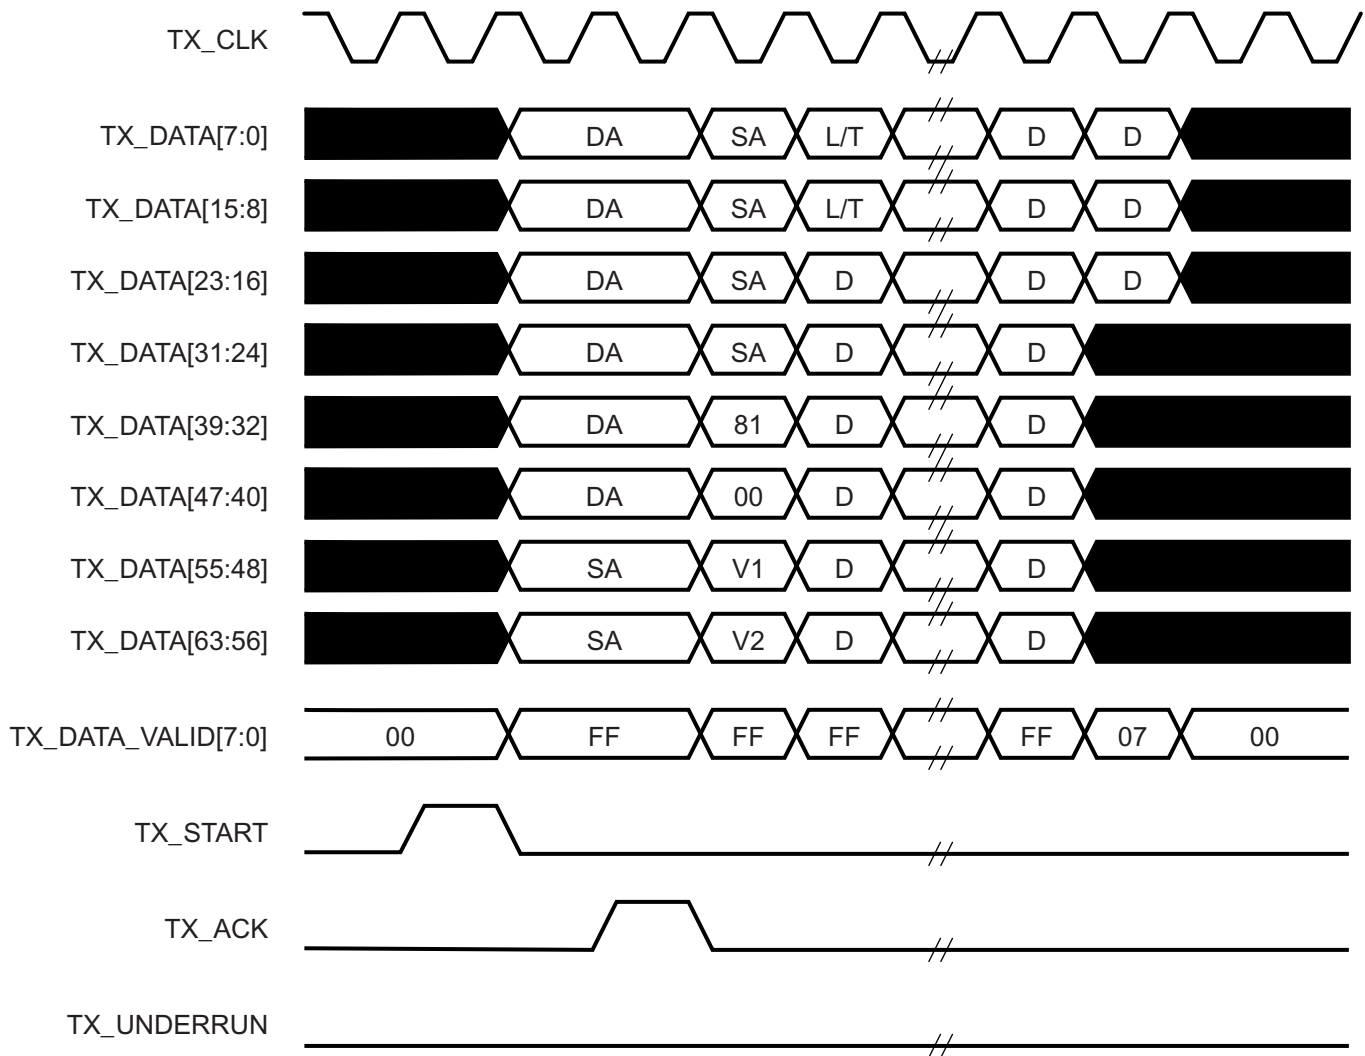 TX_CLK
TX_DATA[7:0] DA SA L/T D D
TX_DATA[15:8] DA SA L/T D D
TX_DATA[23:16] DA SA D D D
TX_DATA[31:24] DA SA D D
TX_DATA[39:32] DA 81 D D
TX_DATA[47:40] DA 00 D D
TX_DATA[55:48] SA V1 D D
TX_DATA[63:56] SA V2 D D
TX_DATA_VALID[7:0] 00 FF FF FF FF 07 00
TX_START
TX_ACK
TX_UNDERRUN